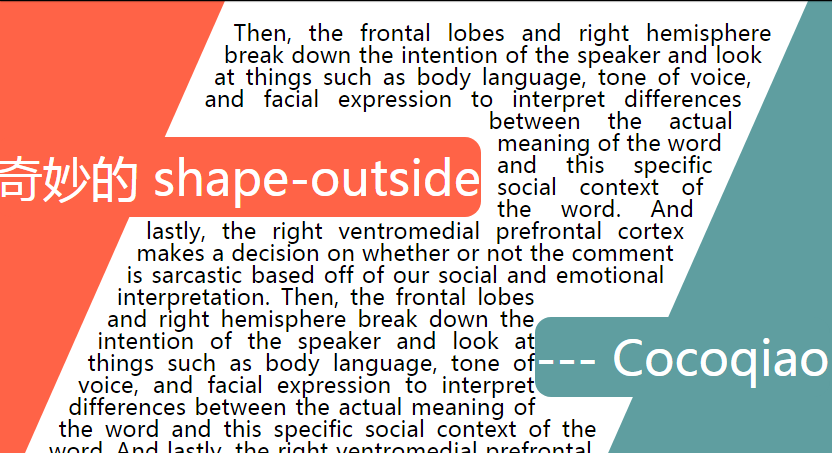 Then, the frontal lobes and right hemisphere
break down the intention of the speaker and look
at things such as body language, tone of voice,
and facial expression to interpret differences
between the actual
meaning of the word
and this specific
social context of
the word. And
奇妙的 shape-outside
lastly, the right ventromedial prefrontal cortex
makes a decision on whether or not the comment
is sarcastic based off of our social and emotional
interpretation. Then, the frontal lobes
and right hemisphere break down the
intention of the speaker and look at
things such as body language, tone of
voice, and facial expression to interpret
differences between the actual meaning of
--- Cocoqiao
the word and this specific social context of the
word. And lastly, the right ventromedial prefrontal